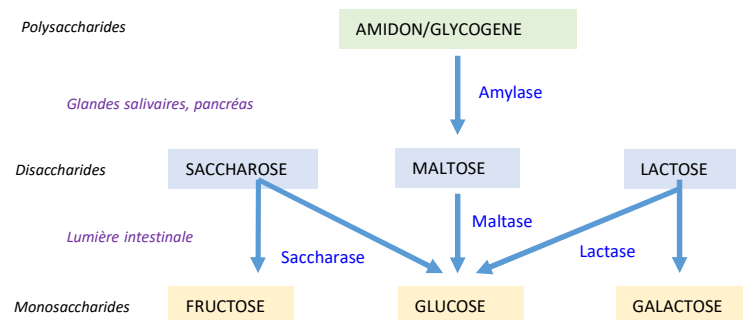 Polysaccharides
AMIDON/GLYCOGENE
Glandes salivaires, pancréas
Amylase
Disaccharides
SACCHAROSE
MALTOSE
LACTOSE
Lumière intestinale
Saccharase
Maltase
Lactase
Monosaccharides
FRUCTOSE
GLUCOSE
GALACTOSE